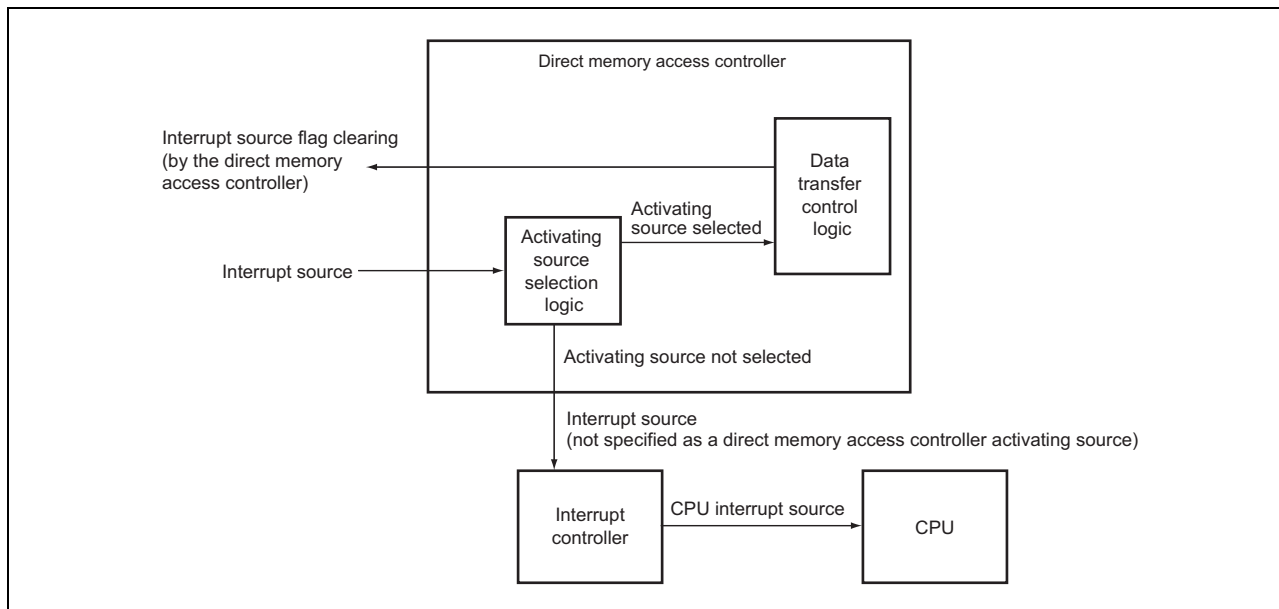 Direct memory access controller
Interrupt source flag clearing
(by the direct memory
access controller)
Data
transfer
control
logic
Activating
source selected
Activating
source
selection
logic
Interrupt source
Activating source not selected
Interrupt source
(not specified as a direct memory access controller activating source)
Interrupt
controller
CPU interrupt source
CPU